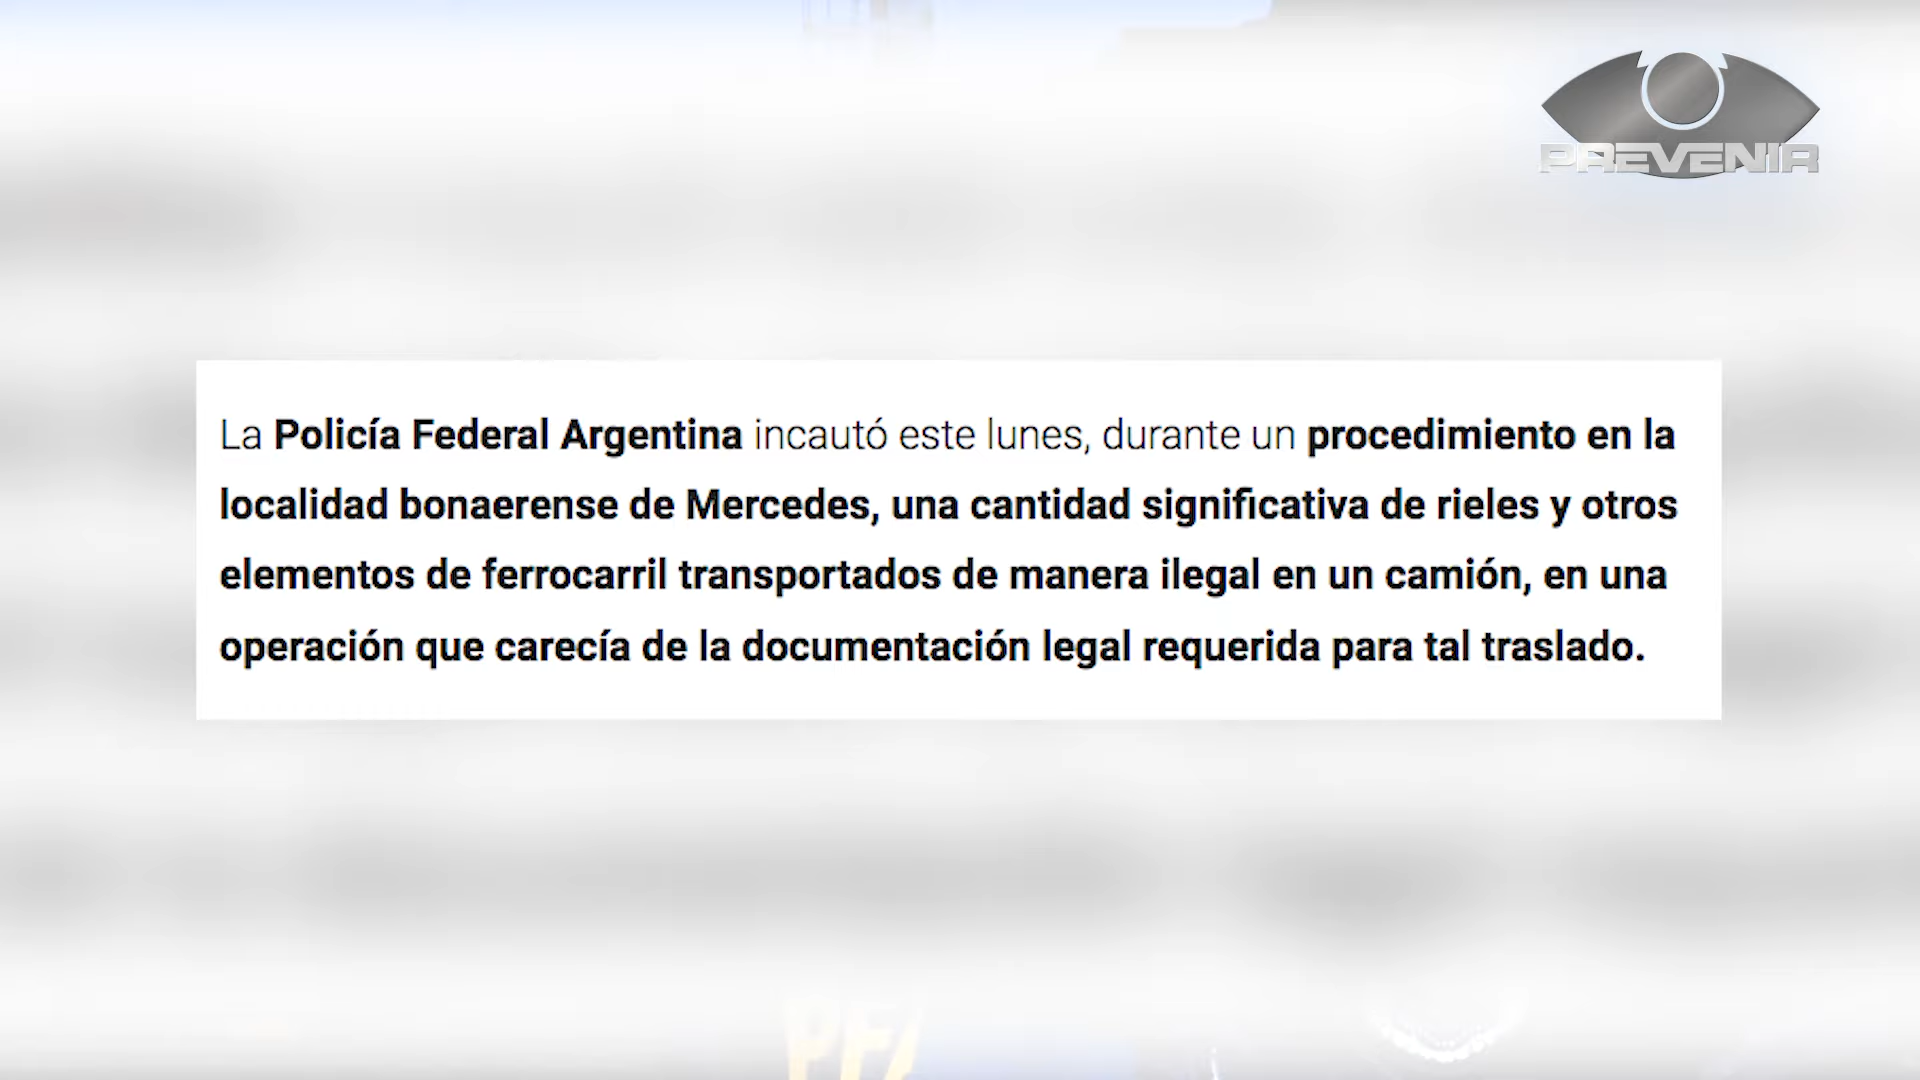 PREVENIR
La Policía Federal Argentina incautó este lunes, durante un procedimiento en la
localidad bonaerense de Mercedes, una cantidad significativa de rieles y otros
elementos de ferrocarril transportados de manera ilegal en un camión, en una
operación que carecía de la documentación legal requerida para tal traslado.
PFA